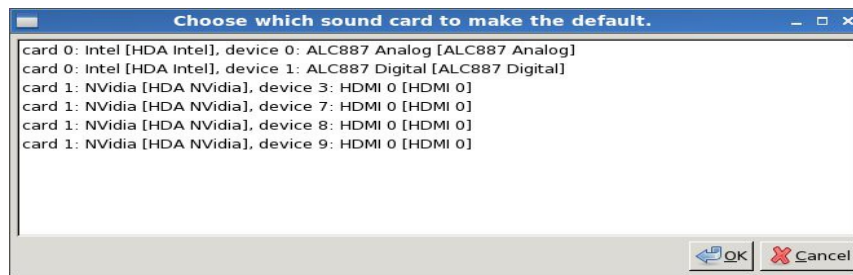 Choose which sound card to make the default.
card 0: Intel [HDA Intel], device 0: ALC887 Analog [ALC887 Analog]
card 0: Intel [HDA Intel], device 1: ALC887 Digital [ALC887 Digital]
card 1: NVidia [HDA NVidia], device 3: HDMI 0 [HDMI 0]
card 1: NVidia [HDA NVidia], device 7: HDMI 0 [HDMI 0]
card 1: NVidia [HDA NVidia], device 8: HDMI 0 [HDMI 0]
card 1: NVidia [HDA NVidia], device 9: HDMI 0 [HDMI 0]
OK Cancel